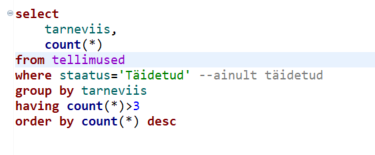 select
tarneviis,
count(*)
from tellimused
where staatus='Täidetud' --ainult täidetud
group by tarneviis
having count(*)>3
order by count(*) desc